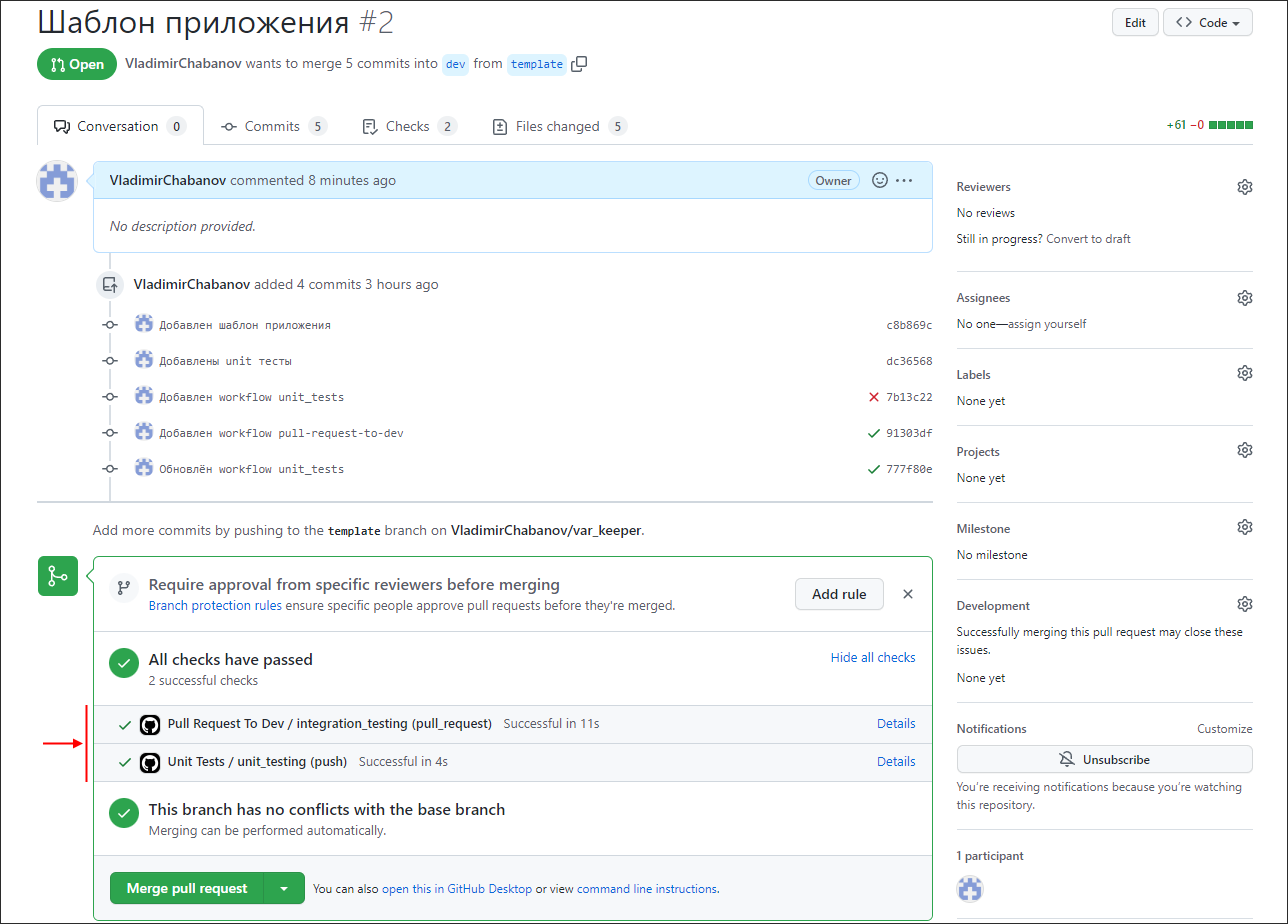 Шаблон приложения #2
Edit
Code
Open
VladimirChabanov wants to merge 5 commits into dev from template
Conversation 0
Commits 5
Checks 2
Files changed 5
+61 −0
VladimirChabanov commented 8 minutes ago
Owner
No description provided.
VladimirChabanov added 4 commits 3 hours ago
Добавлен шаблон приложения c8b869c
Добавлены unit тесты dc36568
Добавлен workflow unit_tests 7b13c22
Добавлен workflow pull-request-to-dev 91303df
Обновлён workflow unit_tests 777f80e
Add more commits by pushing to the template branch on VladimirChabanov/var_keeper.
Require approval from specific reviewers before merging
Branch protection rules ensure specific people approve pull requests before they're merged.
Add rule
All checks have passed
2 successful checks
Hide all checks
Pull Request To Dev / integration_testing (pull_request) Successful in 11s Details
Unit Tests / unit_testing (push) Successful in 4s Details
This branch has no conflicts with the base branch
Merging can be performed automatically.
Merge pull request
You can also open this in GitHub Desktop or view command line instructions.
Reviewers
No reviews
Still in progress? Convert to draft
Assignees
No one—assign yourself
Labels
None yet
Projects
None yet
Milestone
No milestone
Development
Successfully merging this pull request may close these
issues.
None yet
Notifications
Customize
Unsubscribe
You're receiving notifications because you're watching
this repository.
1 participant